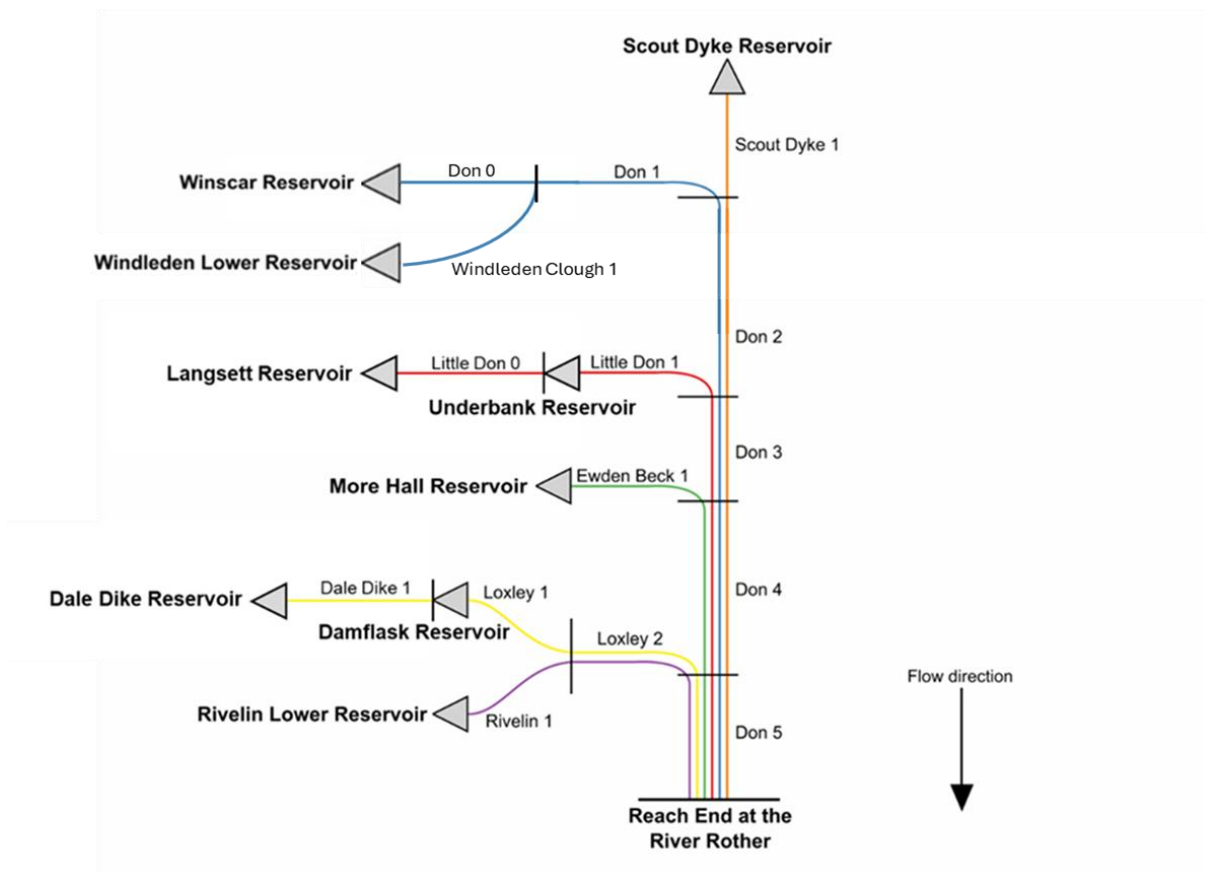 Scout Dyke Reservoir
Scout Dyke 1
Winscar Reservoir
Don 0
Don 1
Windleden Lower Reservoir
Windleden Clough 1
Don 2
Langsett Reservoir
Little Don 0
Little Don 1
Underbank Reservoir
Don 3
More Hall Reservoir
Ewden Beck 1
Dale Dike Reservoir
Dale Dike 1
Loxley 1
Don 4
Damflask Reservoir
Loxley 2
Flow direction
Rivelin Lower Reservoir
Rivelin 1
Don 5
Reach End at the
River Rother